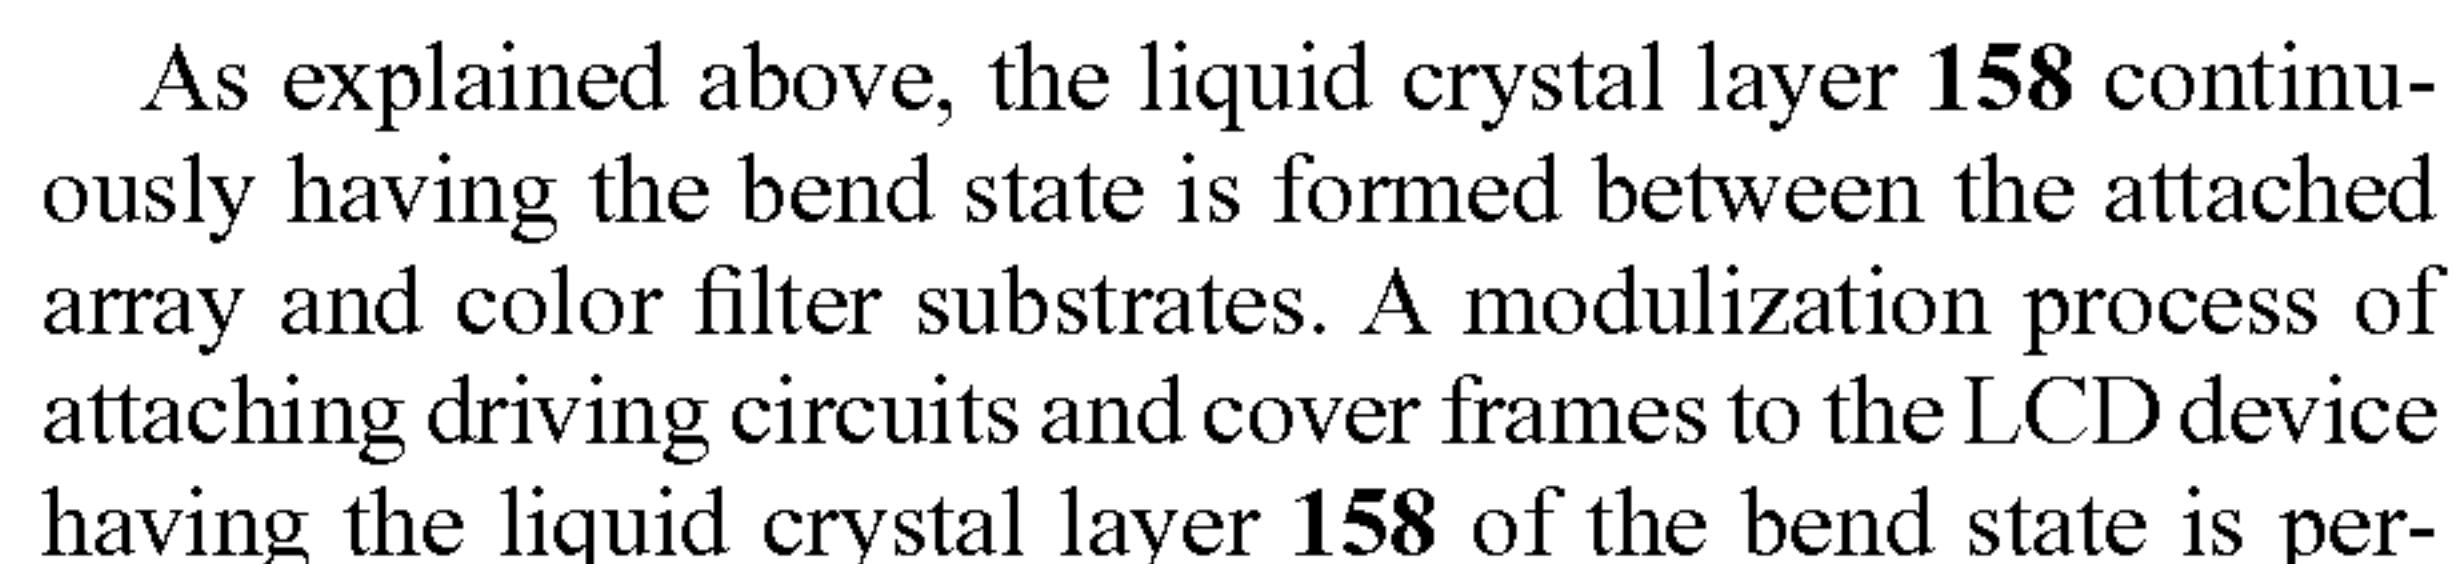 As explained above, the liquid crystal layer 158 continu-
ously having the bend state is formed between the attached
array and color filter substrates. A modulization process of
attaching driving circuits and cover frames to the LCD device
having the liquid crystal layer 158 of the bend state is per-